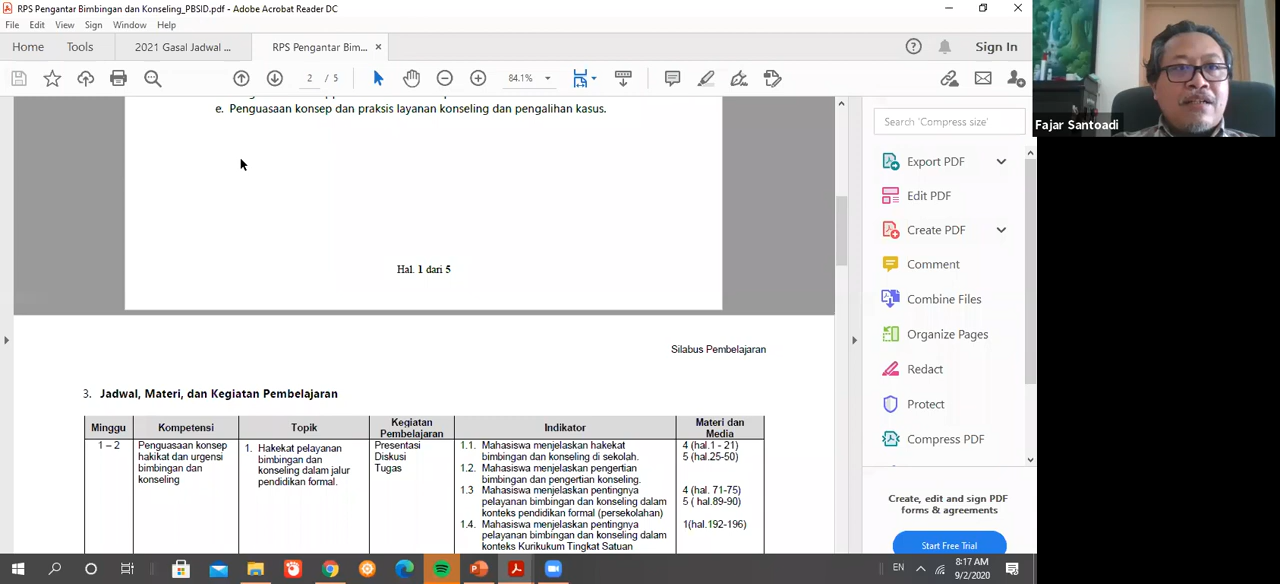 RPS Pengantar Bimbingan dan Konseling_PBSID.pdf - Adobe Acrobat Reader DC
File Edit View Sign Window Help
Home Tools 2021 Gasal Jadwal ... RPS Pengantar Bim... × Sign In
2 / 5 84.1%
e. Penguasaan konsep dan praksis layanan konseling dan pengalihan kasus.
Hal. 1 dari 5
Silabus Pembelajaran
3. Jadwal, Materi, dan Kegiatan Pembelajaran
Minggu
Kompetensi
Topik
Kegiatan
Pembelajaran
Indikator
Materi dan
Media
1 – 2
Penguasaan konsep
hakikat dan urgensi
bimbingan dan
konseling
1. Hakekat pelayanan
bimbingan dan
konseling dalam jalur
pendidikan formal.
Presentasi
Diskusi
Tugas
1.1. Mahasiswa menjelaskan hakekat
bimbingan dan konseling di sekolah.
1.2. Mahasiswa menjelaskan pengertian
bimbingan dan pengertian konseling.
1.3 Mahasiswa menjelaskan pentingnya
pelayanan bimbingan dan konseling dalam
konteks pendidikan formal (persekolahan)
1.4. Mahasiswa menjelaskan pentingnya
pelayanan bimbingan dan konseling dalam
konteks Kurikukum Tingkat Satuan
4 (hal.1 - 21)
5 (hal.25-50)
4 (hal. 71-75)
5 ( hal.89-90)
1(hal.192-196)
Search 'Compress size'
Export PDF
Edit PDF
Create PDF
Comment
Combine Files
Organize Pages
Redact
Protect
Compress PDF
Create, edit and sign PDF
forms & agreements
Start Free Trial
Fajar Santoadi
EN
8:17 AM
9/2/2020